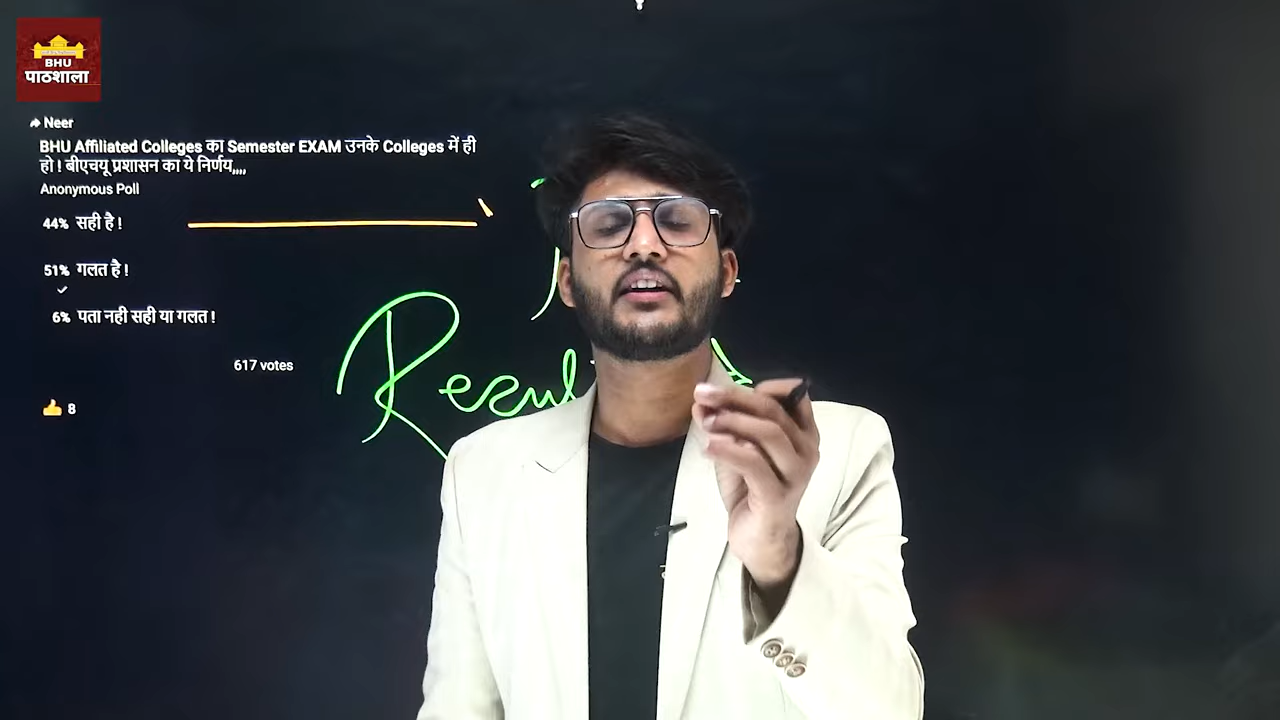 BHU
पाठशाला
Neer
BHU Affiliated Colleges का Semester EXAM उनके Colleges में ही
हो ! बीएचयू प्रशासन का ये निर्णय,,,,
Anonymous Poll
44% सही है !
51% गलत है !
6% पता नही सही या गलत !
617 votes
👍 8